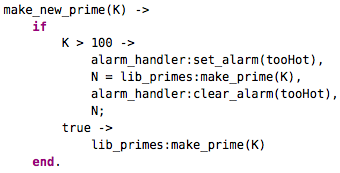 make_new_prime(K) ->
    if
        K > 100 ->
            alarm_handler:set_alarm(tooHot),
            N = lib_primes:make_prime(K),
            alarm_handler:clear_alarm(tooHot),
            N;
        true ->
            lib_primes:make_prime(K)
    end.